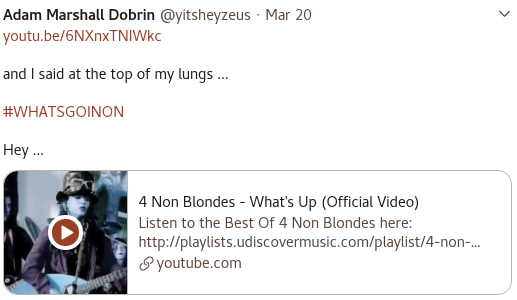 Adam Marshall Dobrin @yitsheyzeus · Mar 20
youtu.be/6NXnxTNIWkc
and I said at the top of my lungs ...
#WHATSGOINON
Hey ...
4 Non Blondes - What's Up (Official Video)
Listen to the Best Of 4 Non Blondes here:
http://playlists.udiscovermusic.com/playlist/4-non-...
youtube.com